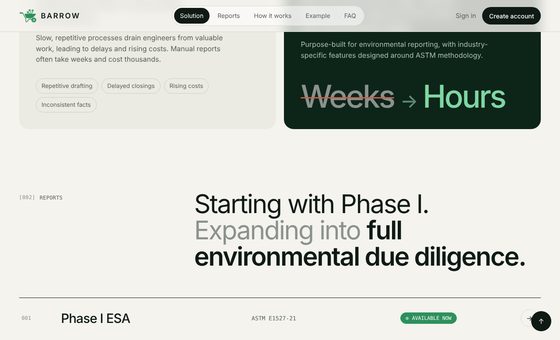 BARROW
Solution
Reports
How it works
Example
FAQ
Sign in
Create account
Slow, repetitive processes drain engineers from valuable
work, leading to delays and rising costs. Manual reports
often take weeks and cost thousands.
Repetitive drafting
Delayed closings
Rising costs
Inconsistent facts
Purpose-built for environmental reporting, with industry-
specific features designed around ASTM methodology.
Weeks → Hours
[002] REPORTS
Starting with Phase I.
Expanding into full
environmental due diligence.
001
Phase I ESA
ASTM E1527-21
AVAILABLE NOW